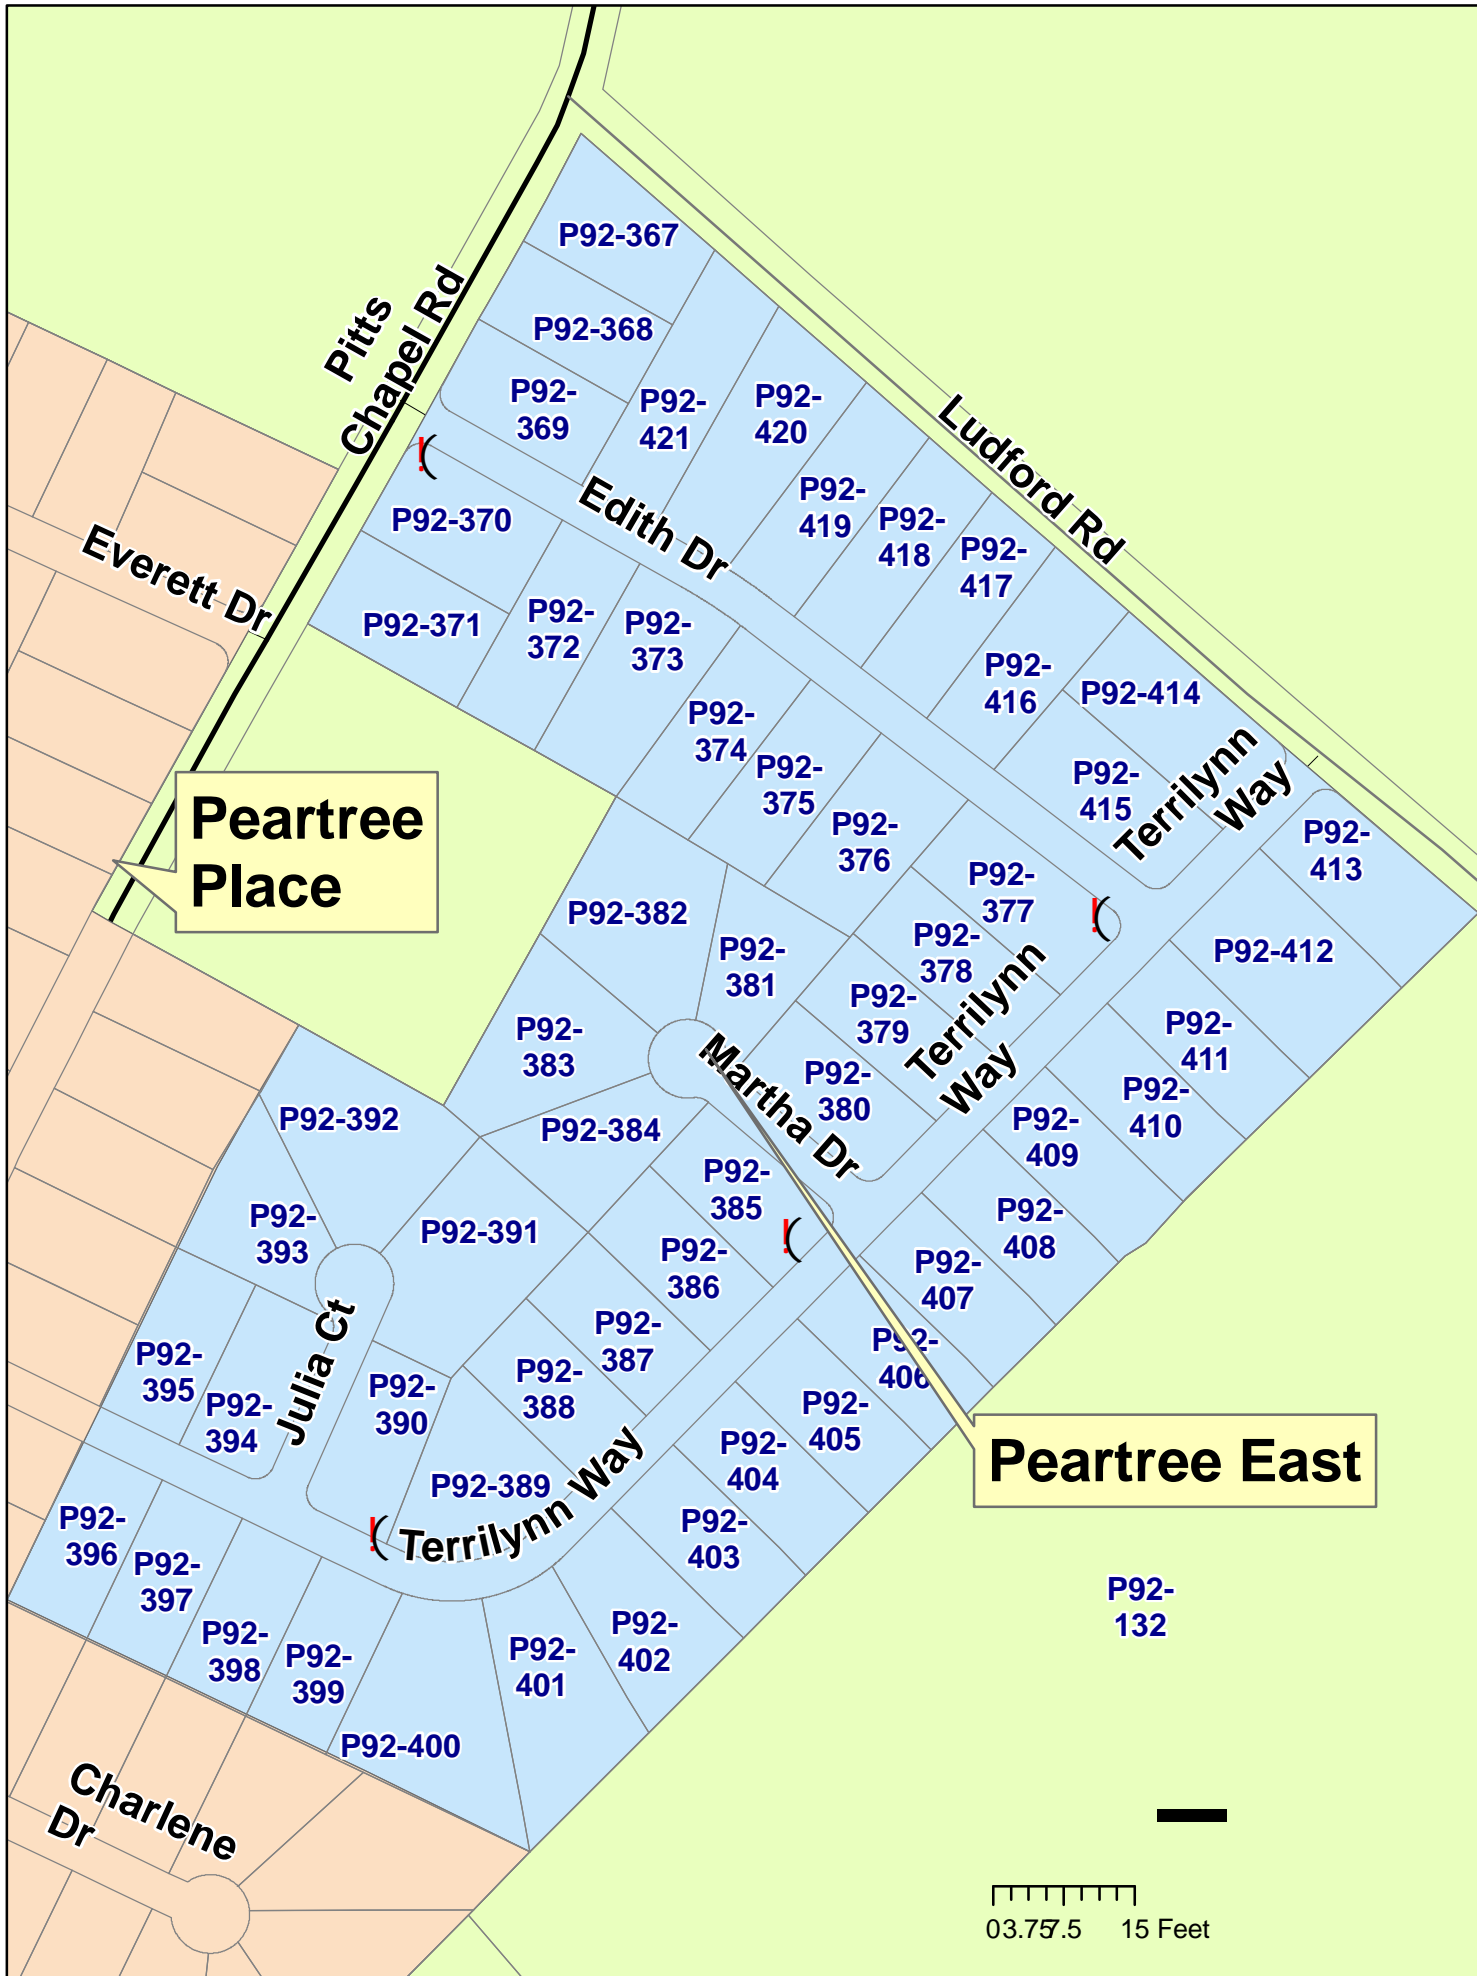 P92-367
Pitts
Chapel Rd
P92-368
P92-
369
P92-
421
P92-
420
Ludford Rd
P92-
419
P92-
418
P92-
417
Edith Dr
P92-370
Everett Dr
P92-371
P92-
372
P92-
373
P92-
416
P92-414
P92-
374
P92-
375
P92-
415
Terrilynn
Way
Peartree
Place
P92-
376
P92-
413
P92-
377
P92-382
P92-
378
P92-
381
P92-412
P92-
379
Terrilynn
Way
P92-
383
P92-
411
Martha Dr
P92-
380
P92-
410
P92-392
P92-384
P92-
409
P92-
385
P92-
393
P92-391
P92-
408
P92-
386
P92-
407
P92-
387
P92-
406
P92-
395
Julia Ct
P92-
388
P92-
390
P92-
394
P92-
405
P92-
404
Peartree East
P92-389
Terrilynn Way
P92-
396
P92-
403
P92-
397
P92-
132
P92-
398
P92-
399
P92-
401
P92-
402
P92-400
Charlene
Dr
0 3.75 7.5 15 Feet